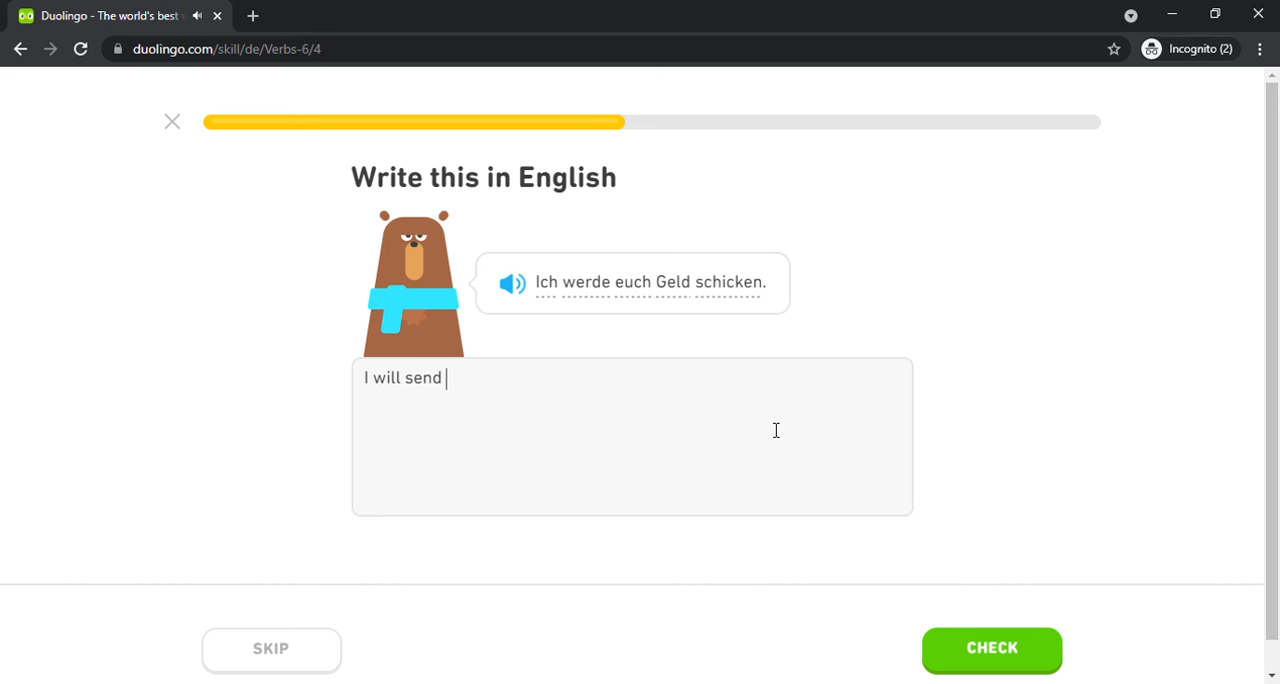 Duolingo - The world's best
duolingo.com/skill/de/Verbs-6/4
Incognito (2)
Write this in English
Ich werde euch Geld schicken.
I will send
SKIP
CHECK